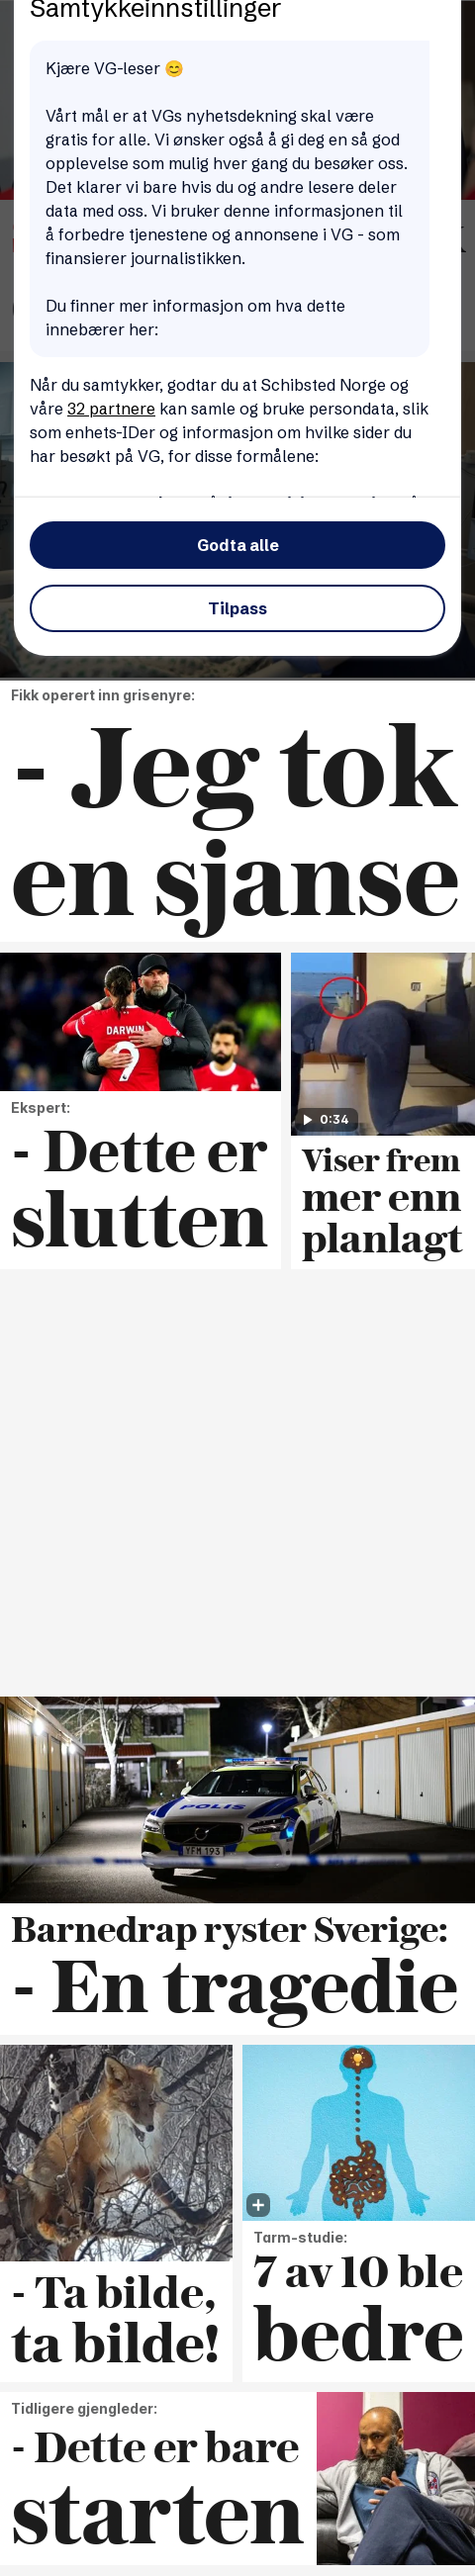 Samtykkeinnstillinger
Kjære VG-leser 😊
Vårt mål er at VGs nyhetsdekning skal være
gratis for alle. Vi ønsker også å gi deg en så god
opplevelse som mulig hver gang du besøker oss.
Det klarer vi bare hvis du og andre lesere deler
data med oss. Vi bruker denne informasjonen til
å forbedre tjenestene og annonsene i VG - som
finansierer journalistikken.
Du finner mer informasjon om hva dette
innebærer her:
Når du samtykker, godtar du at Schibsted Norge og
våre 32 partnere kan samle og bruke persondata, slik
som enhets-IDer og informasjon om hvilke sider du
har besøkt på VG, for disse formålene:
Godta alle
Tilpass
Fikk operert inn grisenyre:
- Jeg tok
en sjanse
DARWIN
9
Ekspert:
- Dette er
slutten
0:34
Viser frem
mer enn
planlagt
POLIS
YFM 193
Barnedrap ryster Sverige:
- En tragedie
- Ta bilde,
ta bilde!
Tarm-studie:
7 av 10 ble
bedre
Tidligere gjengleder:
- Dette er bare
starten